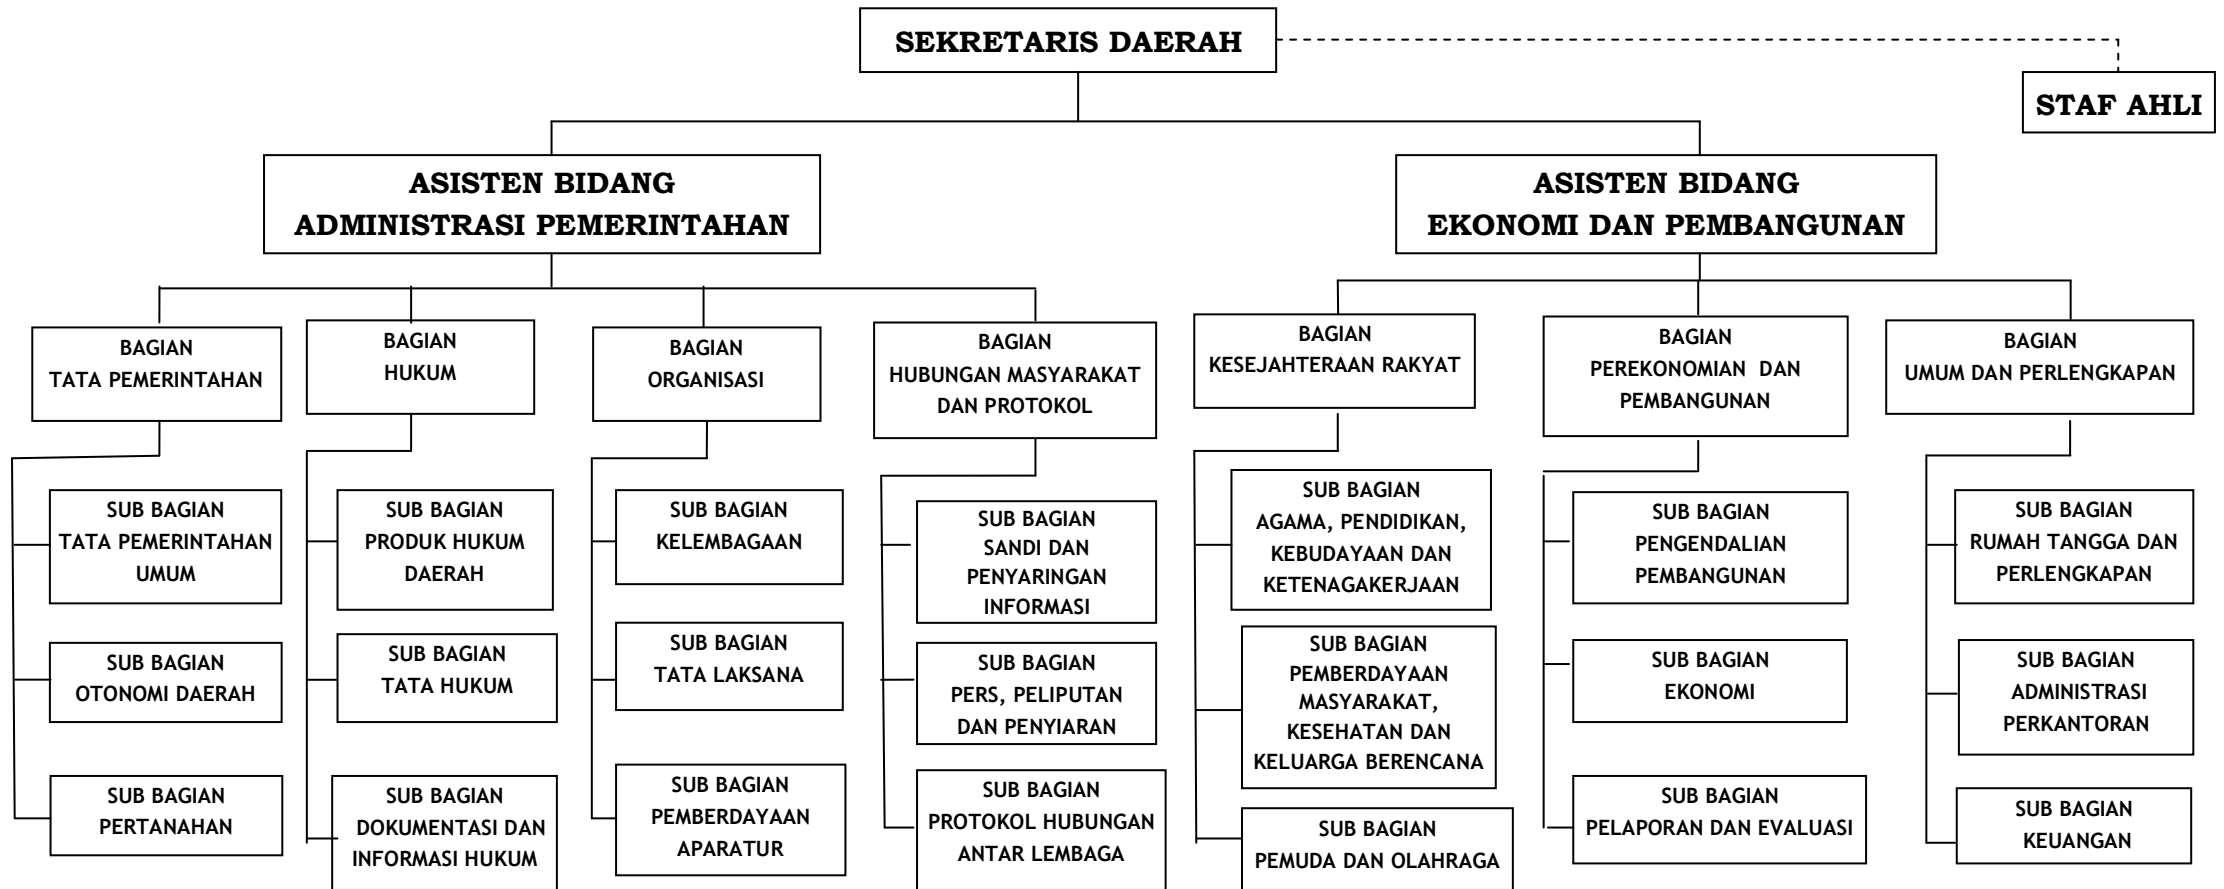 SEKRETARIS DAERAH
STAF AHLI
ASISTEN BIDANG
ADMINISTRASI PEMERINTAHAN
ASISTEN BIDANG
EKONOMI DAN PEMBANGUNAN
BAGIAN
TATA PEMERINTAHAN
BAGIAN
HUKUM
BAGIAN
ORGANISASI
BAGIAN
HUBUNGAN MASYARAKAT
DAN PROTOKOL
BAGIAN
KESEJAHTERAAN RAKYAT
BAGIAN
PEREKONOMIAN DAN
PEMBANGUNAN
BAGIAN
UMUM DAN PERLENGKAPAN
SUB BAGIAN
TATA PEMERINTAHAN
UMUM
SUB BAGIAN
PRODUK HUKUM
DAERAH
SUB BAGIAN
KELEMBAGAAN
SUB BAGIAN
SANDI DAN
PENYARINGAN
INFORMASI
SUB BAGIAN
AGAMA, PENDIDIKAN,
KEBUDAYAAN DAN
KETENAGAKERJAAN
SUB BAGIAN
PENGENDALIAN
PEMBANGUNAN
SUB BAGIAN
RUMAH TANGGA DAN
PERLENGKAPAN
SUB BAGIAN
OTONOMI DAERAH
SUB BAGIAN
TATA HUKUM
SUB BAGIAN
TATA LAKSANA
SUB BAGIAN
PERS, PELIPUTAN
DAN PENYIARAN
SUB BAGIAN
PEMBERDAYAAN
MASYARAKAT,
KESEHATAN DAN
KELUARGA BERENCANA
SUB BAGIAN
EKONOMI
SUB BAGIAN
ADMINISTRASI
PERKANTORAN
SUB BAGIAN
PERTANAHAN
SUB BAGIAN
DOKUMENTASI DAN
INFORMASI HUKUM
SUB BAGIAN
PEMBERDAYAAN
APARATUR
SUB BAGIAN
PROTOKOL HUBUNGAN
ANTAR LEMBAGA
SUB BAGIAN
PEMUDA DAN OLAHRAGA
SUB BAGIAN
PELAPORAN DAN EVALUASI
SUB BAGIAN
KEUANGAN